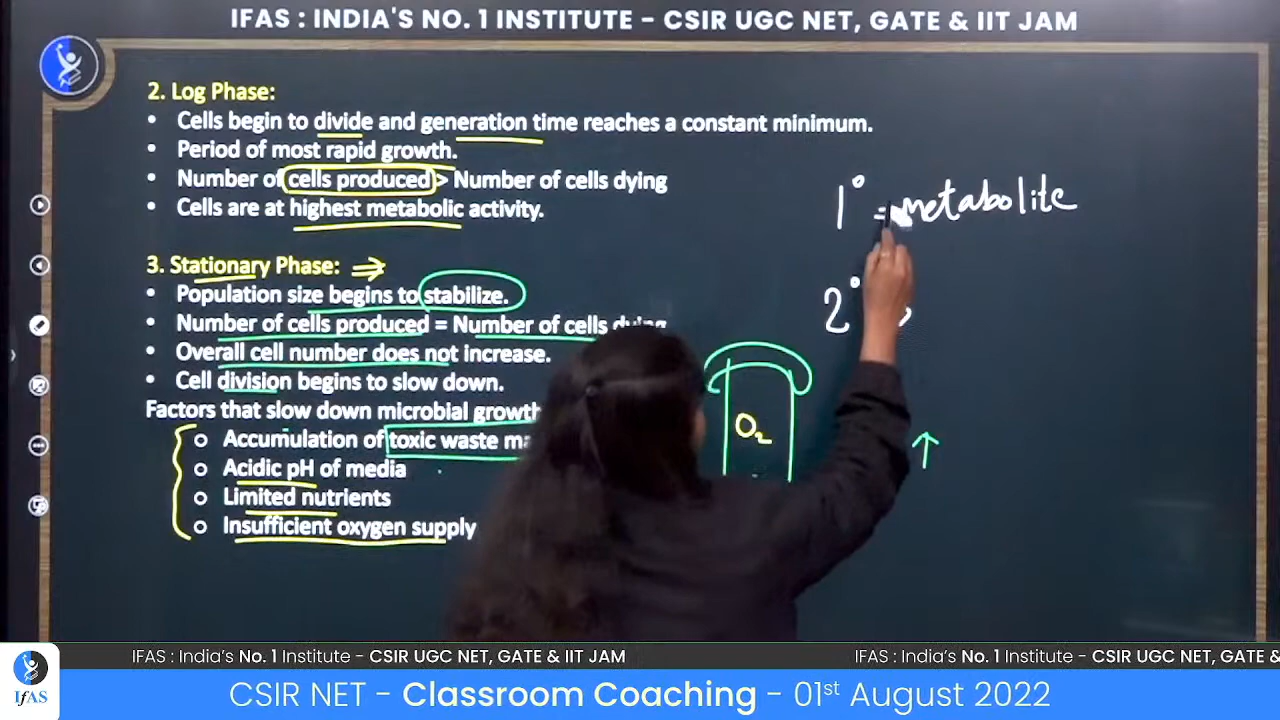 IFAS : INDIA'S NO. 1 INSTITUTE - CSIR UGC NET, GATE & IIT JAM
2. Log Phase:
• Cells begin to divide and generation time reaches a constant minimum.
• Period of most rapid growth.
• Number of cells produced > Number of cells dying
• Cells are at highest metabolic activity.
3. Stationary Phase: ⇒
• Population size begins to stabilize.
• Number of cells produced = Number of cells dying
• Overall cell number does not increase.
• Cell division begins to slow down.
Factors that slow down microbial growth
o Accumulation of toxic waste
o Acidic pH of media
o Limited nutrients
o Insufficient oxygen supply
1° metabolite
2°
O₂
↑
IFAS : India's No. 1 Institute - CSIR UGC NET, GATE & IIT JAM
IFAS : India's No. 1 Institute - CSIR UGC NET, GATE &
IfAS
CSIR NET - Classroom Coaching - 01st August 2022